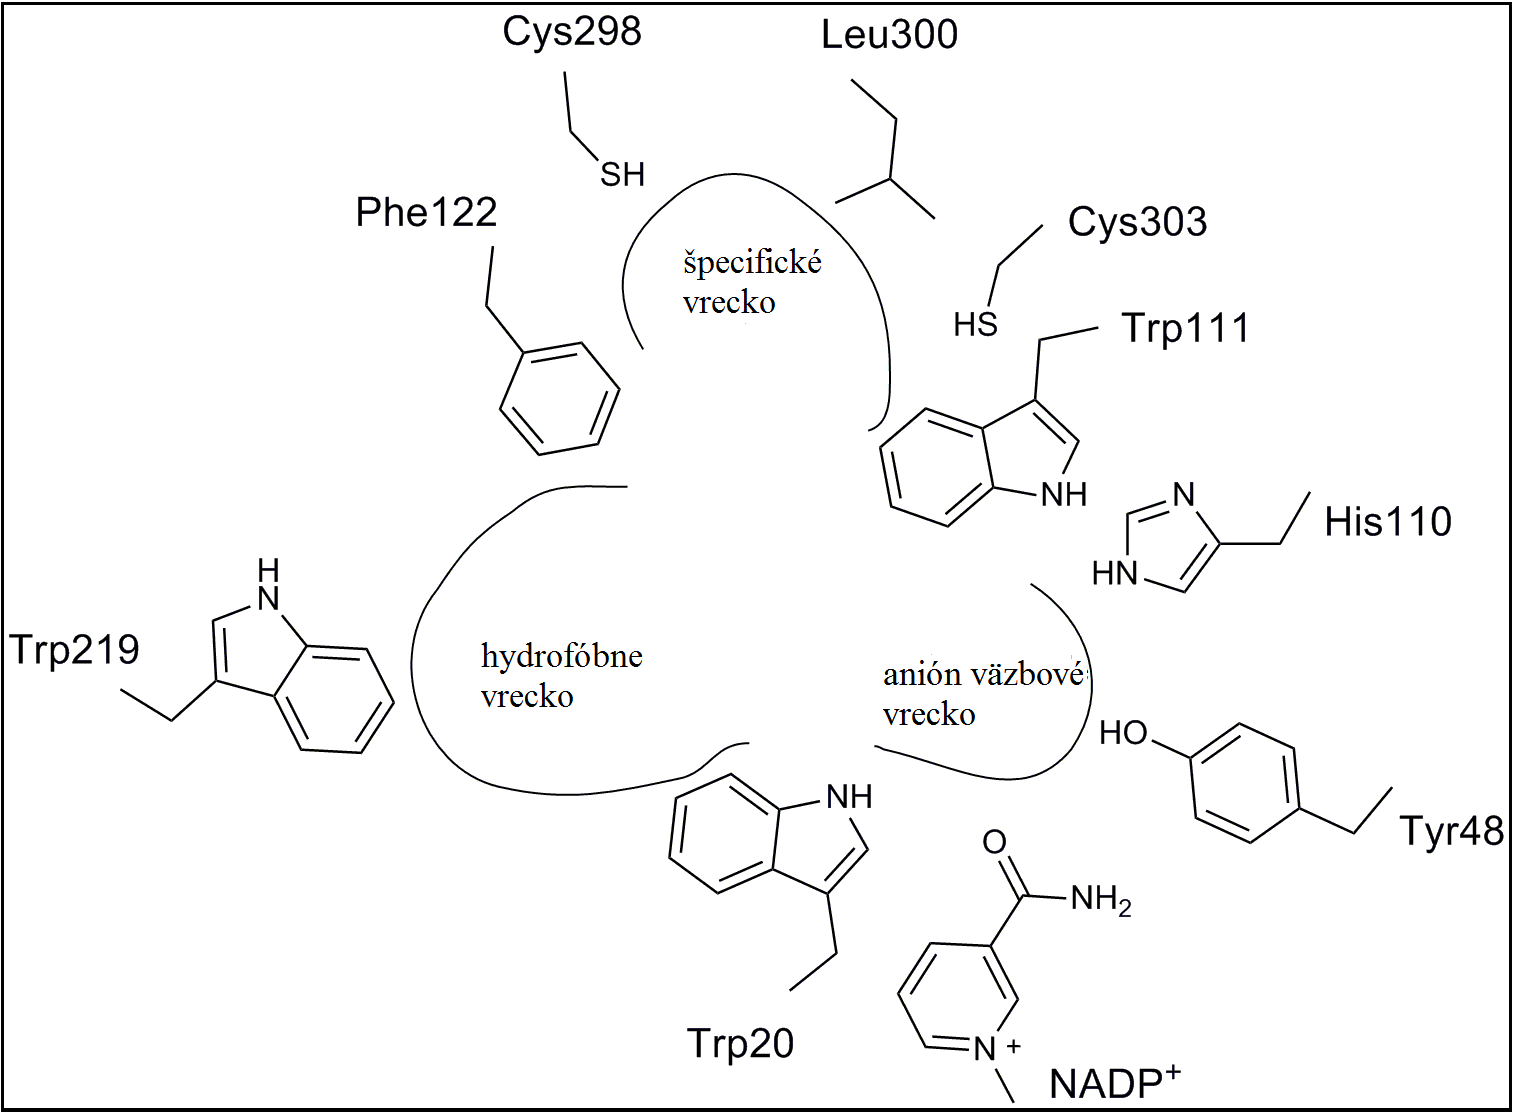 Cys298
Leu300
SH
Phe122
Cys303
špecifické
vrecko
HS
Trp111
NH
N
His110
HN
H
N
Trp219
hydrofóbne
vrecko
anión väzbové
vrecko
HO
NH
Tyr48
O
NH2
Trp20
N +
NADP+